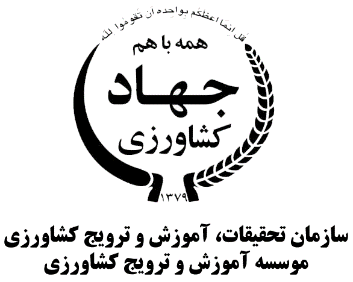 قل انما اعظکم بواحده ان تقوموا لله
همه با هم
جهاد
کشاورزی
۱۳۷۹
سازمان تحقیقات، آموزش و ترویج کشاورزی
موسسه آموزش و ترویج کشاورزی